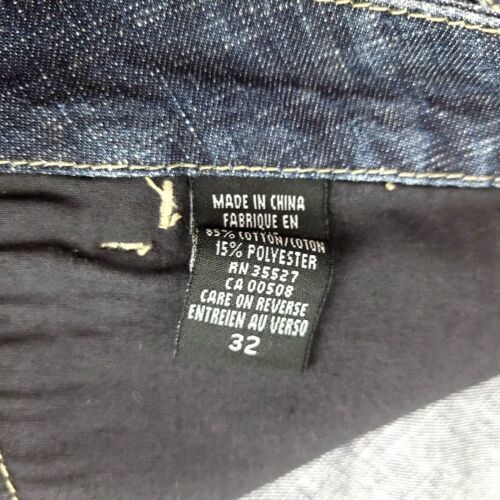 MADE IN CHINA
FABRIQUE EN
85% COTTON/COTON
15% POLYESTER
RN 35527
CA 00508
CARE ON REVERSE
ENTREIEN AU VERSO
32